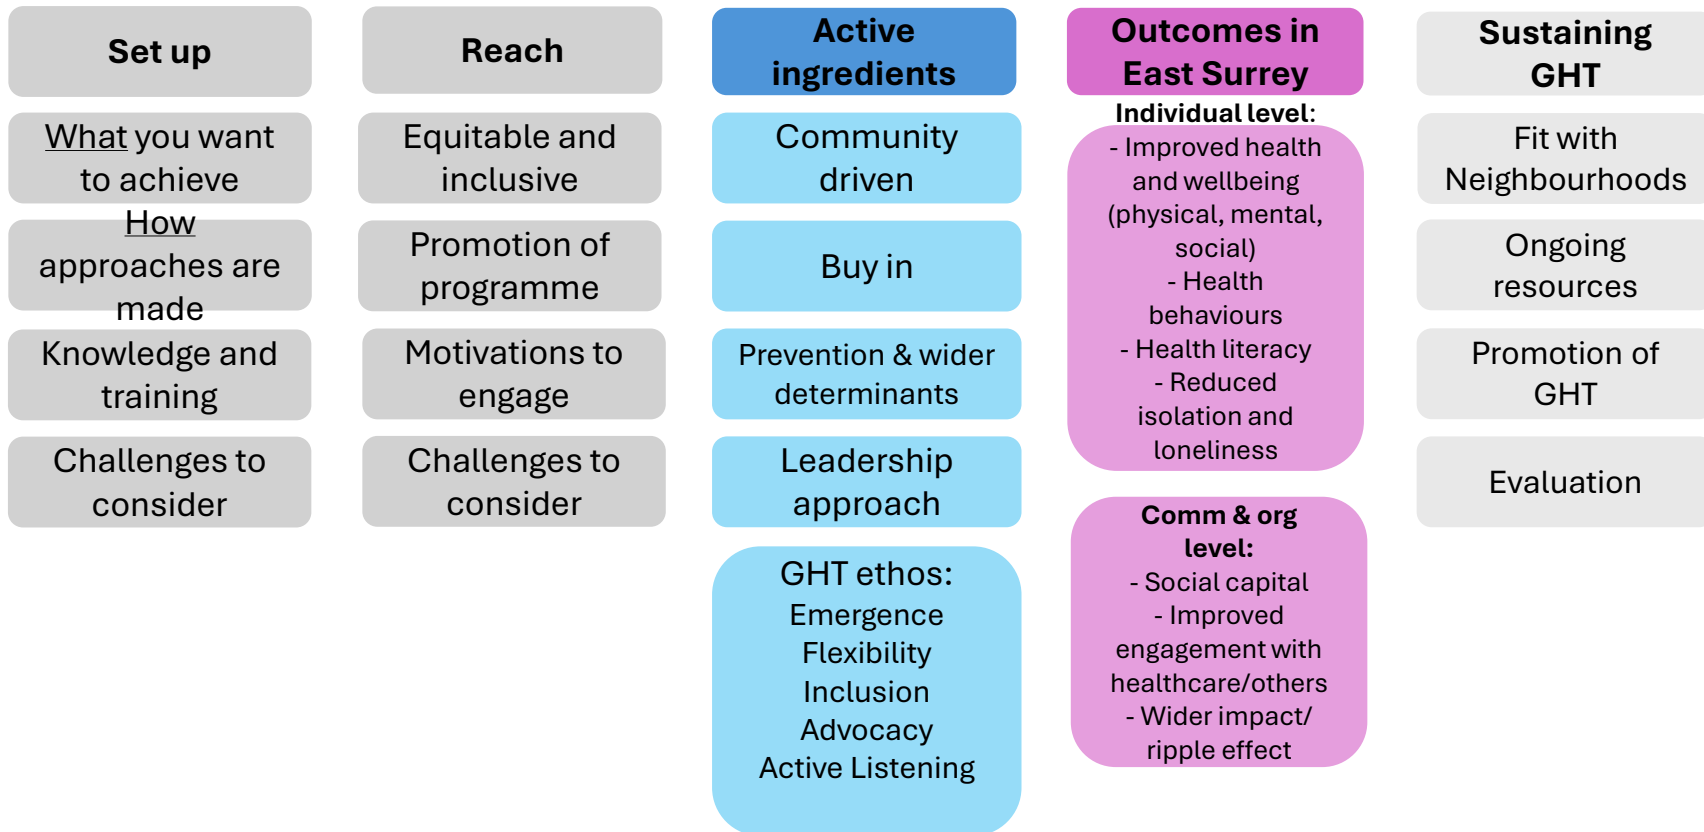 Set up
What you want
to achieve
How
approaches are
made
Knowledge and
training
Challenges to
consider
Reach
Equitable and
inclusive
Promotion of
programme
Motivations to
engage
Challenges to
consider
Active
ingredients
Community
driven
Buy in
Prevention & wider
determinants
Leadership
approach
GHT ethos:
Emergence
Flexibility
Inclusion
Advocacy
Active Listening
Outcomes in
East Surrey
Individual level:
- Improved health
and wellbeing
(physical, mental,
social)
- Health
behaviours
- Health literacy
- Reduced
isolation and
loneliness
Comm & org
level:
- Social capital
- Improved
engagement with
healthcare/others
- Wider impact/
ripple effect
Sustaining
GHT
Fit with
Neighbourhoods
Ongoing
resources
Promotion of
GHT
Evaluation